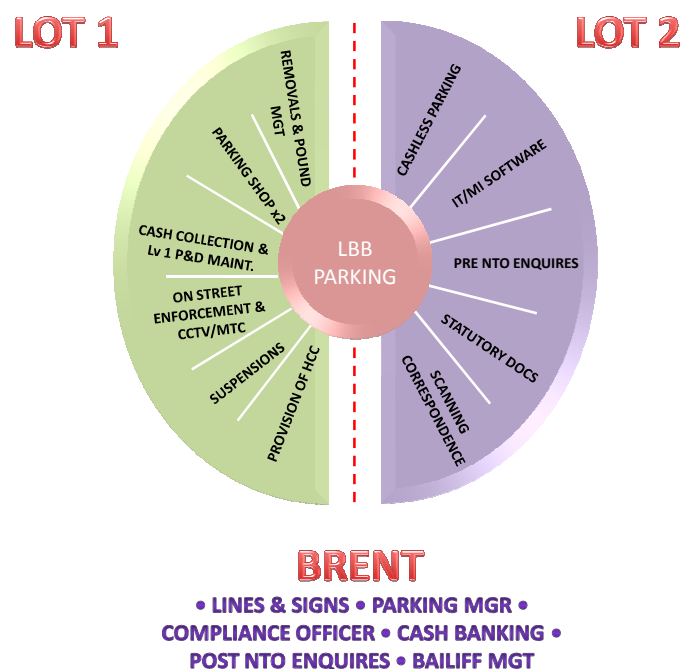 LOT 1
LOT 2
REMOVALS & POUND
MGT
PARKING SHOP x2
CASH COLLECTION &
Lv 1 P&D MAINT.
ON STREET
ENFORCEMENT &
CCTV/MTC
SUSPENSIONS
PROVISION OF HCC
LBB
PARKING
CASHLESS PARKING
IT/MI SOFTWARE
PRE NTO ENQUIRES
STATUTORY DOCS
SCANNING
CORRESPONDENCE
BRENT
• LINES & SIGNS • PARKING MGR •
COMPLIANCE OFFICER • CASH BANKING •
POST NTO ENQUIRES • BAILIFF MGT